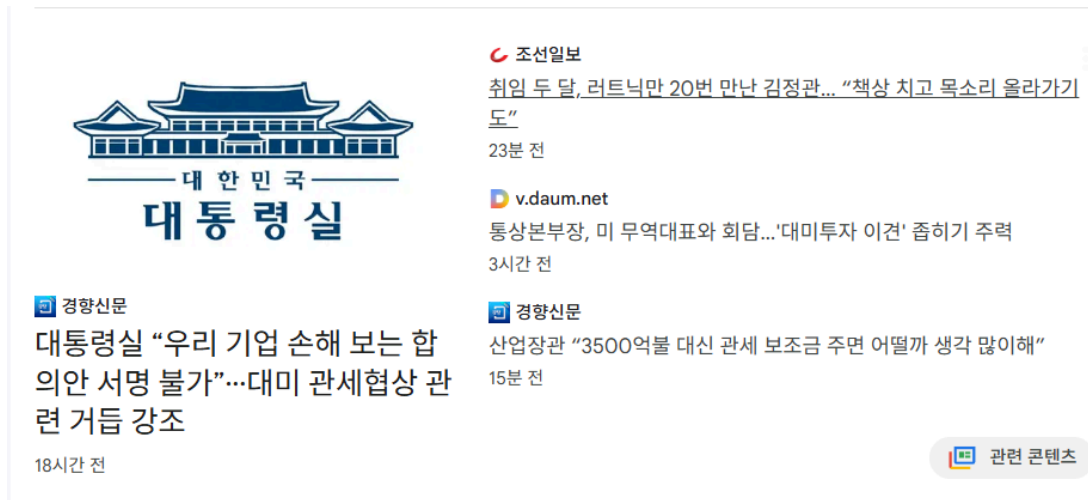 대한민국
대통령실
경향신문
대통령실 “우리 기업 손해 보는 합
의안 서명 불가”…대미 관세협상 관
련 거듭 강조
18시간 전
조선일보
취임 두 달, 러트닉만 20번 만난 김정관... “책상 치고 목소리 올라가기
도”
23분 전
v.daum.net
통상본부장, 미 무역대표와 회담…'대미투자 이견' 좁히기 주력
3시간 전
경향신문
산업장관 “3500억불 대신 관세 보조금 주면 어떨까 생각 많이해”
15분 전
관련 콘텐츠